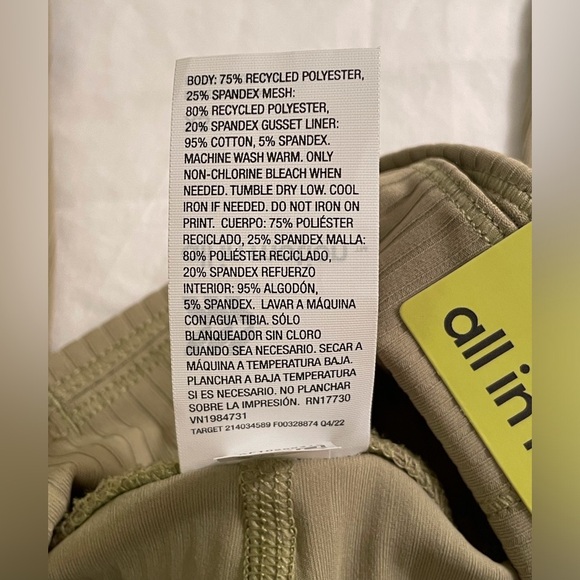 BODY: 75% RECYCLED POLYESTER,
25% SPANDEX MESH:
80% RECYCLED POLYESTER,
20% SPANDEX GUSSET LINER:
95% COTTON, 5% SPANDEX.
MACHINE WASH WARM. ONLY
NON-CHLORINE BLEACH WHEN
NEEDED. TUMBLE DRY LOW. COOL
IRON IF NEEDED. DO NOT IRON ON
PRINT. CUERPO: 75% POLIÉSTER
RECICLADO, 25% SPANDEX MALLA:
80% POLIÉSTER RECICLADO,
20% SPANDEX REFUERZO
INTERIOR: 95% ALGODÓN,
5% SPANDEX. LAVAR A MÁQUINA
CON AGUA TIBIA. SÓLO
BLANQUEADOR SIN CLORO
CUANDO SEA NECESARIO. SECAR A
MÁQUINA A TEMPERATURA BAJA.
PLANCHAR A BAJA TEMPERATURA
SI ES NECESARIO. NO PLANCHAR
SOBRE LA IMPRESIÓN. RN17730
VN1984731
TARGET 214034589 F00328874 Q4/22
all in